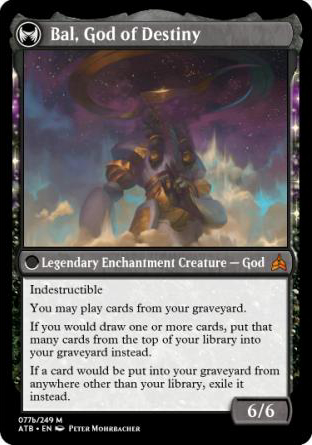 Bal, God of Destiny
Legendary Enchantment Creature — God
Indestructible
You may play cards from your graveyard.
If you would draw one or more cards, put that
many cards from the top of your library into
your graveyard instead.
If a card would be put into your graveyard from
anywhere other than your library, exile it
instead.
6/6
077b/249 M
ATB • EN Peter Mohrbacher